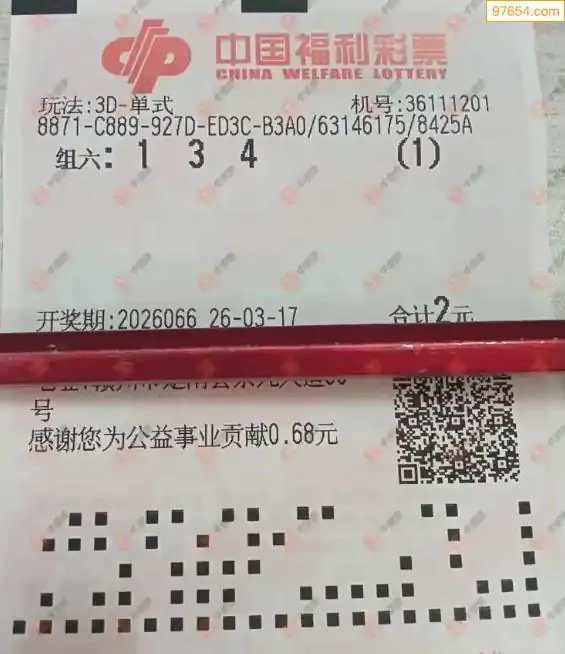 97654.com
中国福利彩票
CHINA WELFARE LOTTERY
玩法:3D-单式 机号:36111201
8871-C889-927D-ED3C-B3A0/63146175/8425A
组六: 1 3 4 (1)
开奖期:2026066 26-03-17 合计2元
号
感谢您为公益事业贡献0.68元